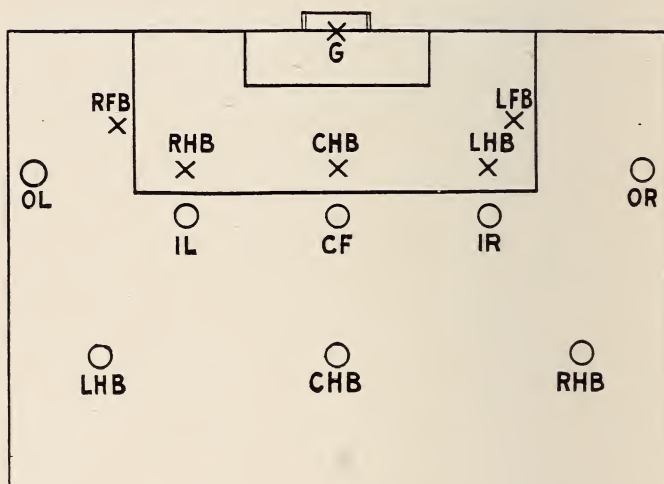 G
RFB LFB
RHB CHB LHB
OL OR
IL CF IR
LHB CHB RHB